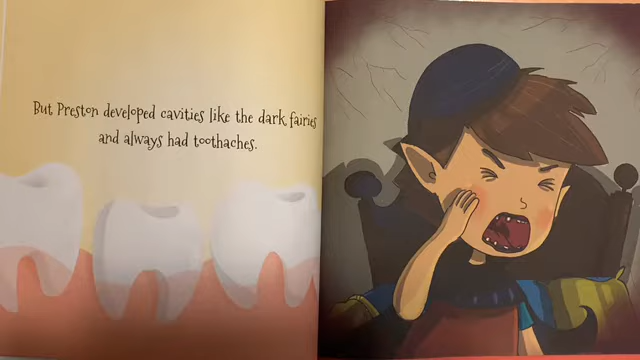 But Preston developed cavities like the dark fairies
and always had toothaches.